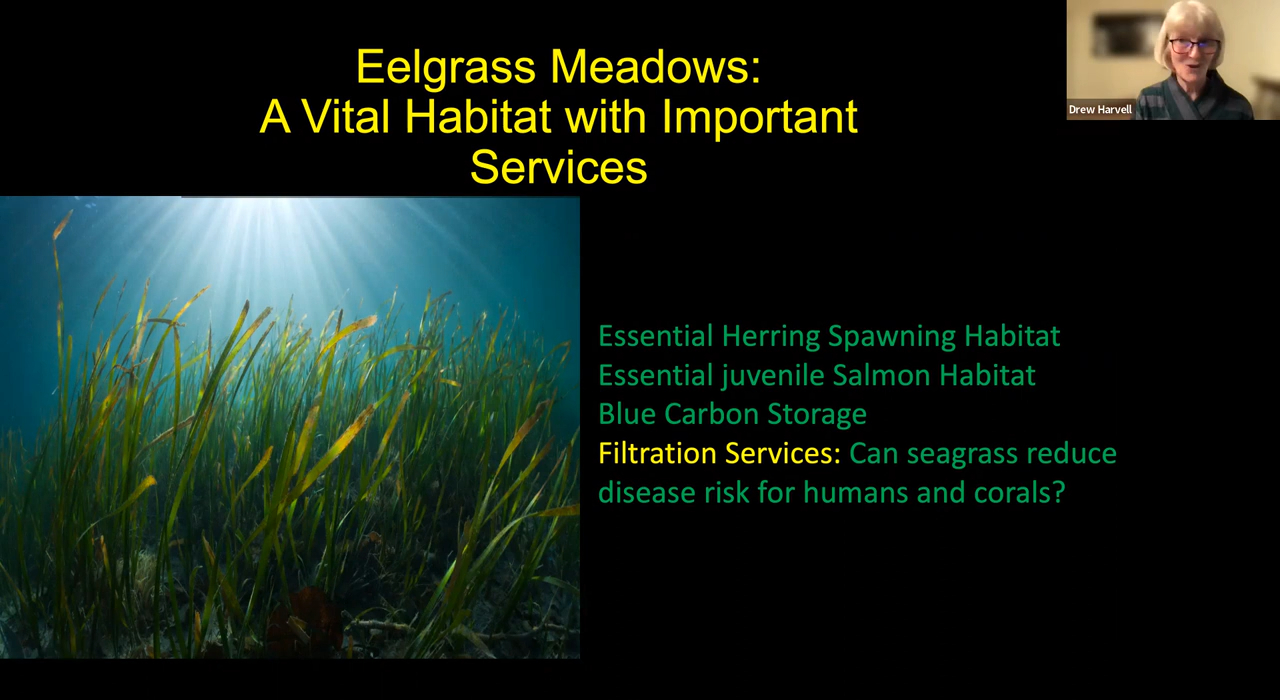 Eelgrass Meadows:
A Vital Habitat with Important
Services
Drew Harvell
Essential Herring Spawning Habitat
Essential juvenile Salmon Habitat
Blue Carbon Storage
Filtration Services: Can seagrass reduce
disease risk for humans and corals?